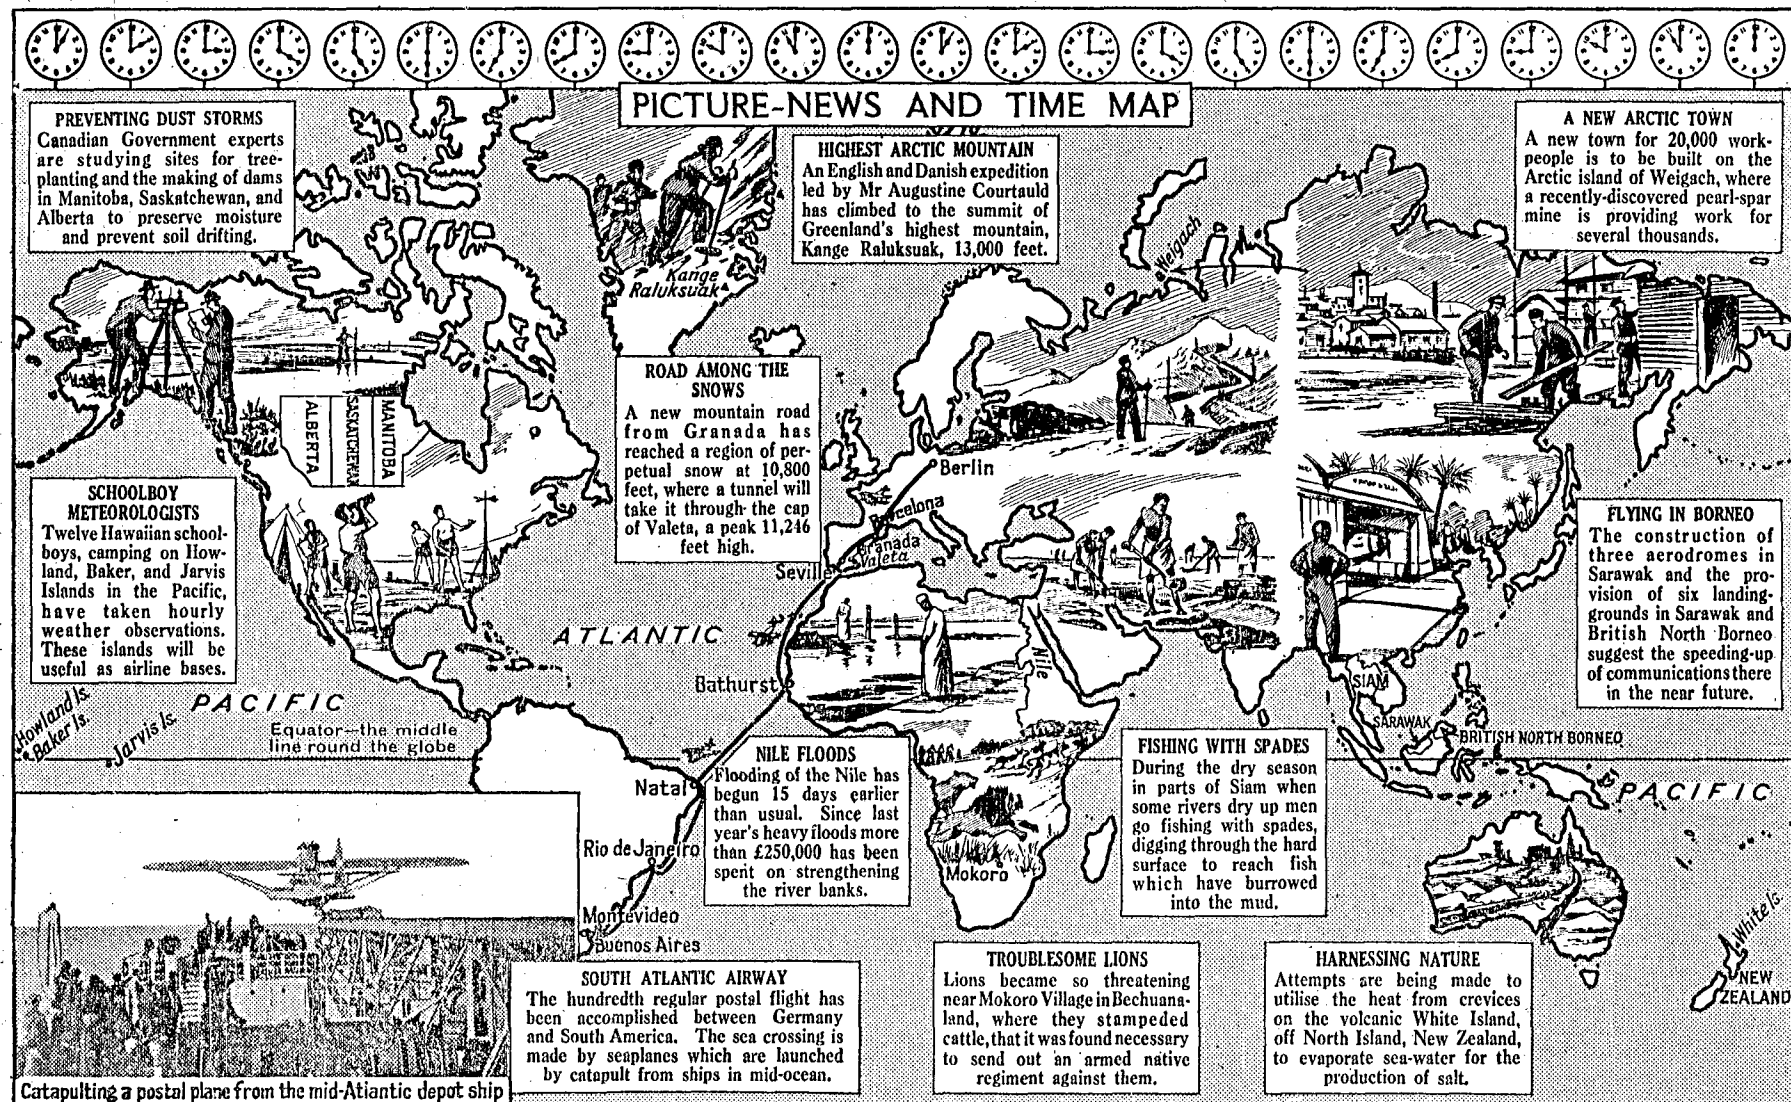 PICTURE-NEWS AND TIME MAP
PREVENTING DUST STORMS
Canadian Government experts
are studying sites for tree-
planting and the making of dams
in Manitoba, Saskatchewan, and
Alberta to preserve moisture
and prevent soil drifting.
HIGHEST ARCTIC MOUNTAIN
An English and Danish expedition
led by Mr Augustine Courtauld
has climbed to the summit of
Greenland's highest mountain,
Kange Raluksuak, 13,000 feet.
A NEW ARCTIC TOWN
A new town for 20,000 work-
people is to be built on the
Arctic island of Weigach, where
a recently-discovered pearl-spar
mine is providing work for
several thousands.
Kange
Raluksuak
Weigach
ALBERTA
SASKATCHEWAN
MANITOBA
ROAD AMONG THE
SNOWS
A new mountain road
from Granada has
reached a region of per-
petual snow at 10,800
feet, where a tunnel will
take it through the cap
of Valeta, a peak 11,246
feet high.
Berlin
Barcelona
Granada
Valeta
Seville
SCHOOLBOY
METEOROLOGISTS
Twelve Hawaiian school-
boys, camping on How-
land, Baker, and Jarvis
Islands in the Pacific,
have taken hourly
weather observations.
These islands will be
useful as airline bases.
FLYING IN BORNEO
The construction of
three aerodromes in
Sarawak and the pro-
vision of six landing-
grounds in Sarawak and
British North Borneo
suggest the speeding-up
of communications there
in the near future.
ATLANTIC
Nile
Bathurst
SIAM
SARAWAK
BRITISH NORTH BORNEO
Howland Is.
Baker Is.
Jarvis Is.
PACIFIC
Equator—the middle
line round the globe
NILE FLOODS
Flooding of the Nile has
begun 15 days earlier
than usual. Since last
year's heavy floods more
than £250,000 has been
spent on strengthening
the river banks.
FISHING WITH SPADES
During the dry season
in parts of Siam when
some rivers dry up men
go fishing with spades,
digging through the hard
surface to reach fish
which have burrowed
into the mud.
Natal
Rio de Janeiro
Montevideo
Buenos Aires
Mokoro
PACIFIC
White Is.
NEW
ZEALAND
SOUTH ATLANTIC AIRWAY
The hundredth regular postal flight has
been accomplished between Germany
and South America. The sea crossing is
made by seaplanes which are launched
by catapult from ships in mid-ocean.
TROUBLESOME LIONS
Lions became so threatening
near Mokoro Village in Bechuana-
land, where they stampeded
cattle, that it was found necessary
to send out an armed native
regiment against them.
HARNESSING NATURE
Attempts are being made to
utilise the heat from crevices
on the volcanic White Island,
off North Island, New Zealand,
to evaporate sea-water for the
production of salt.
Catapulting a postal plane from the mid-Atlantic depot ship